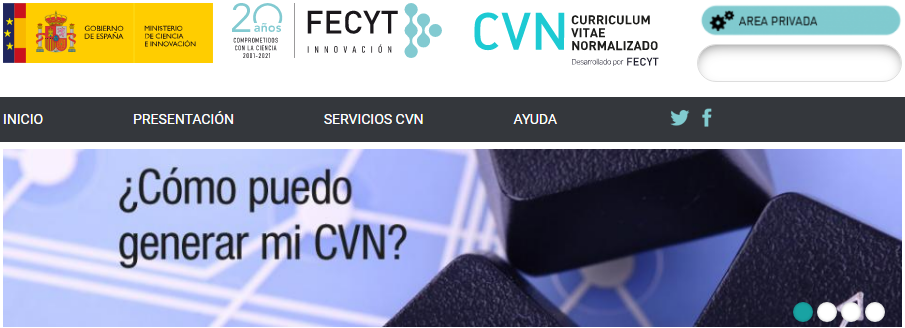 GOBIERNO
DE ESPAÑA
MINISTERIO
DE CIENCIA
E INNOVACIÓN
20
años
COMPROMETIDOS
CON LA CIENCIA
2001-2021
FECYT
INNOVACIÓN
CVN
CURRICULUM
VITAE
NORMALIZADO
Desarrollado por FECYT
AREA PRIVADA
INICIO PRESENTACIÓN SERVICIOS CVN AYUDA
¿Cómo puedo
generar mi CVN?